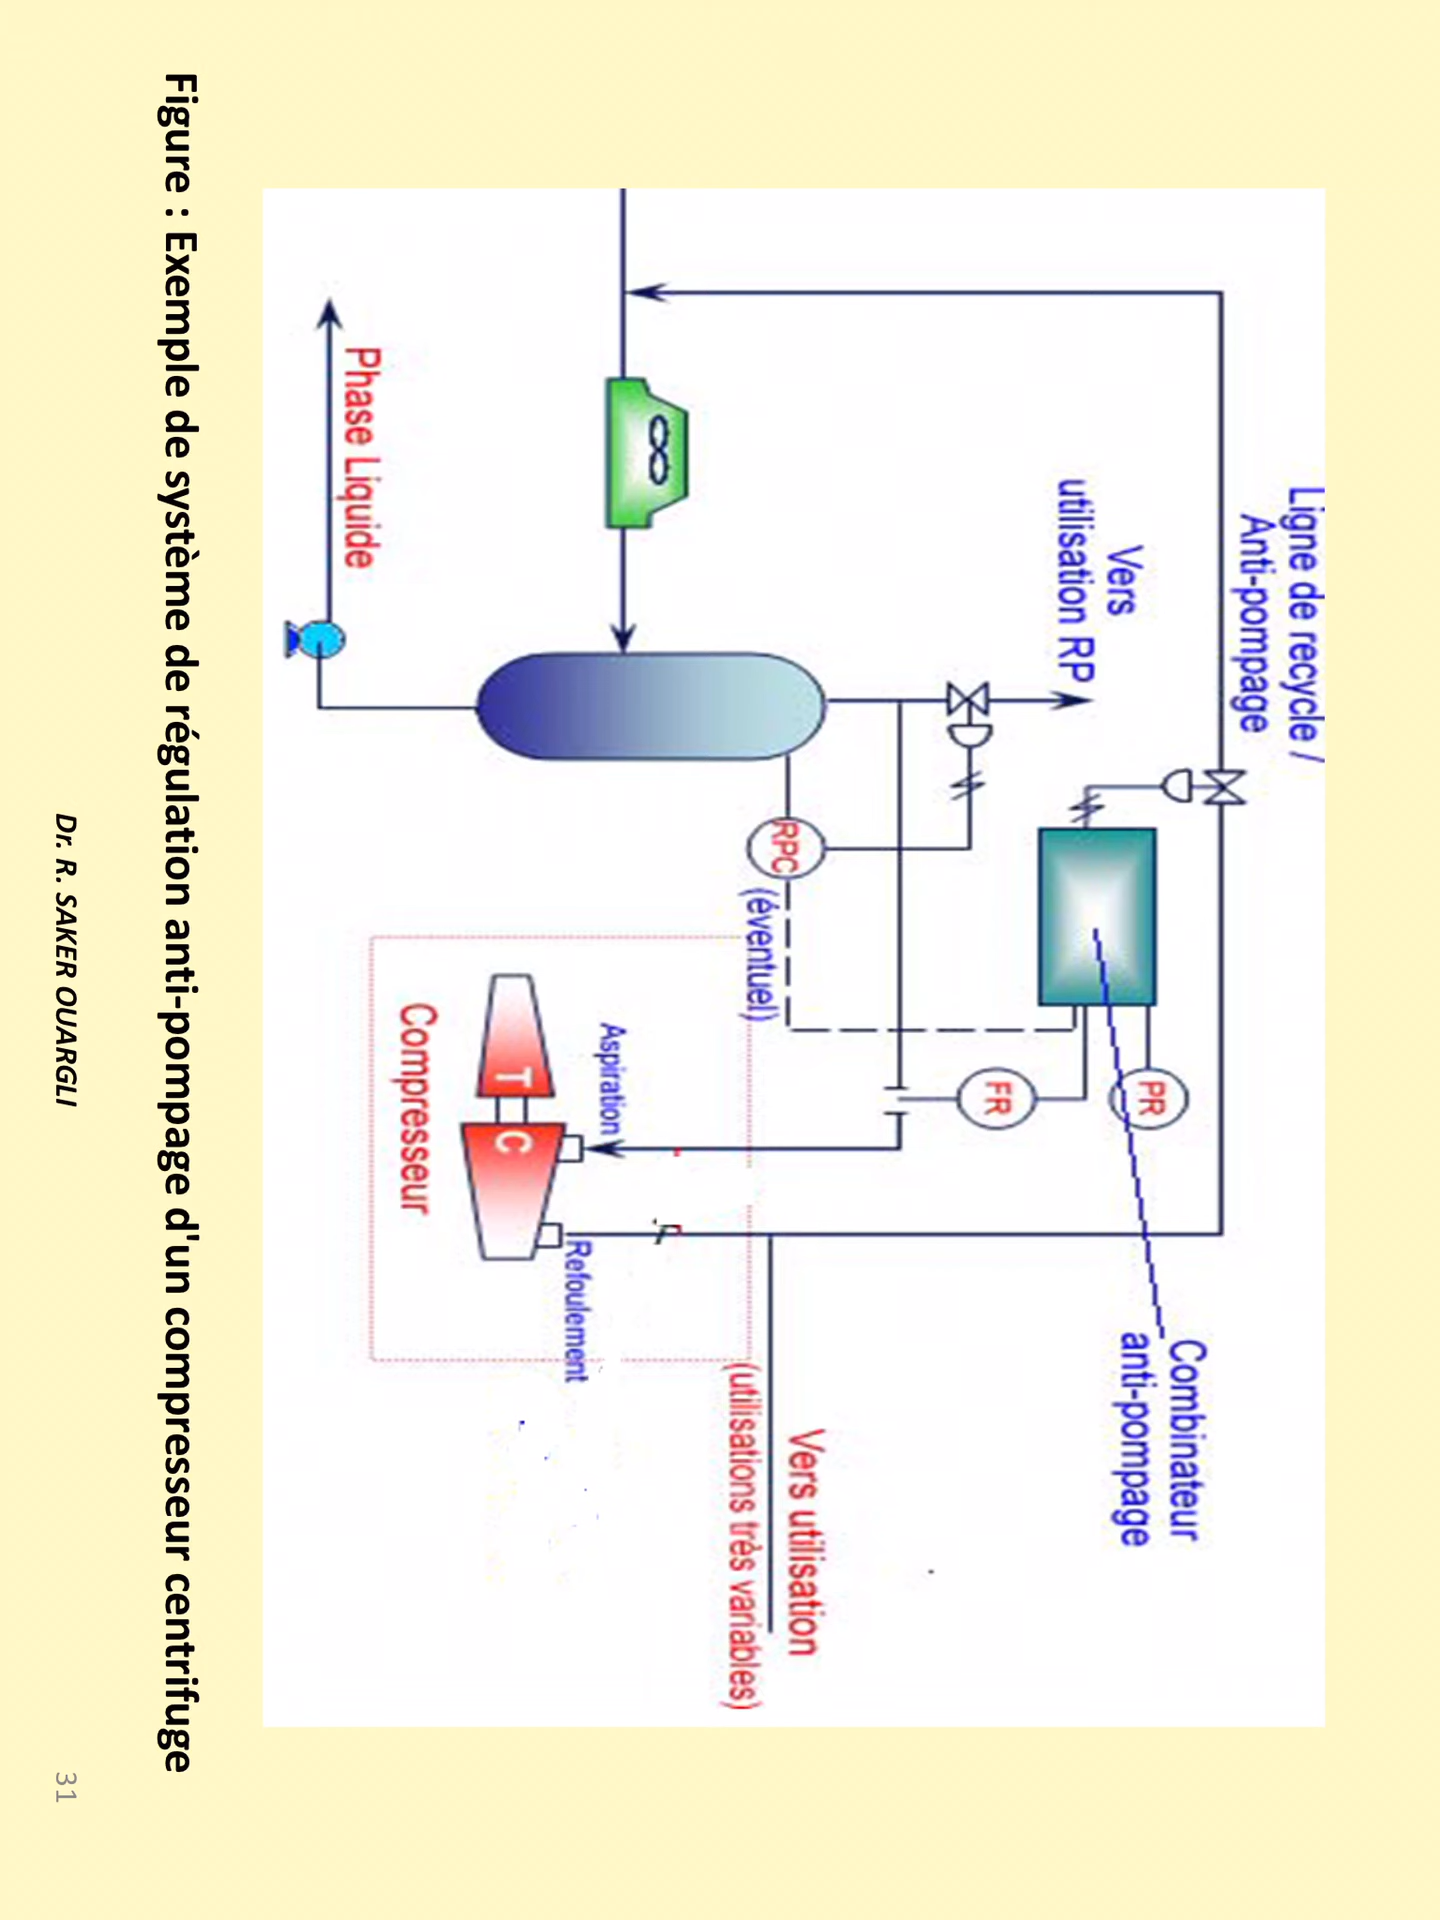 Ligne de recycle /
Anti-pompage
Combinateur
anti-pompage
Vers
utilisation RP
PR
FR
RPC
(éventuel)
Vers utilisation
(utilisations très variables)
Aspiration
Refoulement
T
C
Compresseur
Phase Liquide
Figure : Exemple de système de régulation anti-pompage d'un compresseur centrifuge
Dr. R. SAKER OUARGLI
31